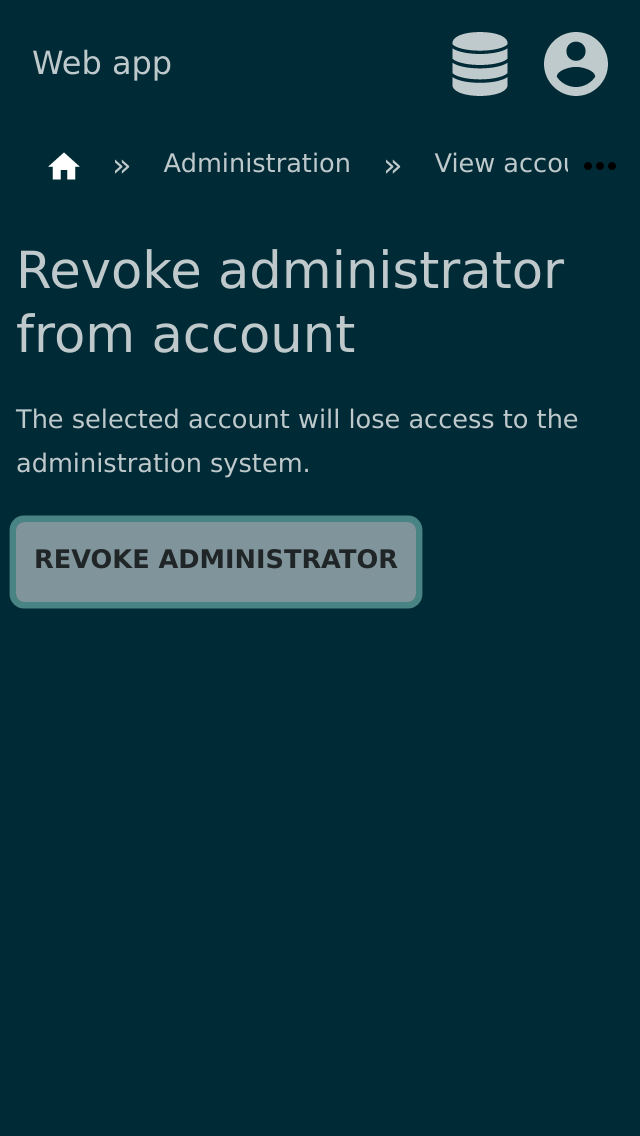 Web app
» Administration » View accou
Revoke administrator
from account
The selected account will lose access to the
administration system.
REVOKE ADMINISTRATOR